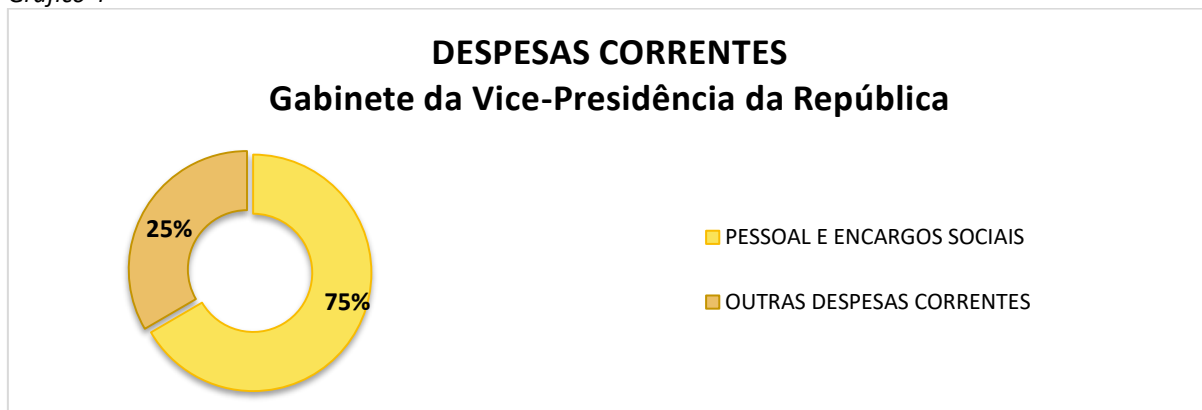 DESPESAS CORRENTES
Gabinete da Vice-Presidência da República
25%
75%
PESSOAL E ENCARGOS SOCIAIS
OUTRAS DESPESAS CORRENTES